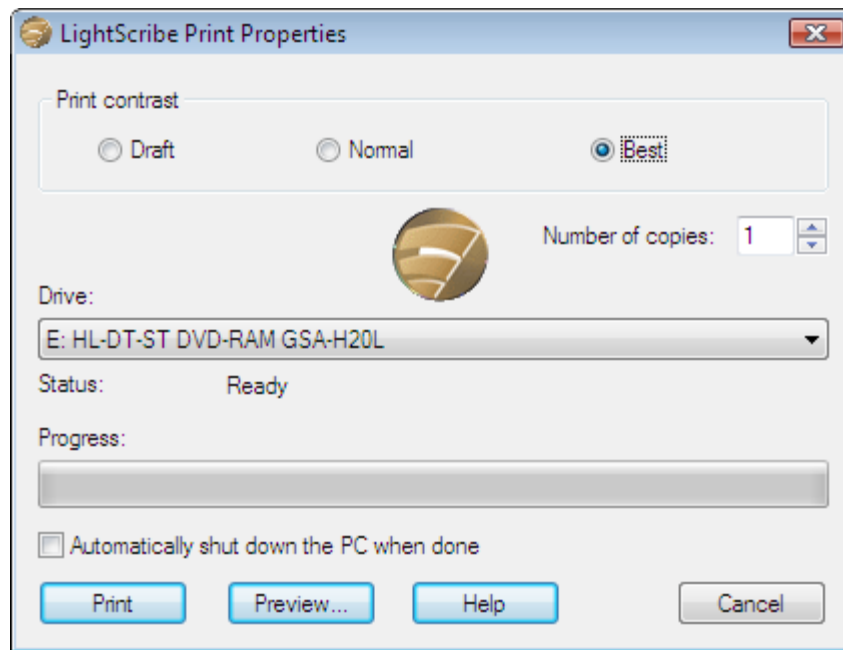 LightScribe Print Properties
Print contrast
Draft Normal Best
Number of copies: 1
Drive:
E: HL-DT-ST DVD-RAM GSA-H20L
Status: Ready
Progress:
Automatically shut down the PC when done
Print Preview... Help Cancel